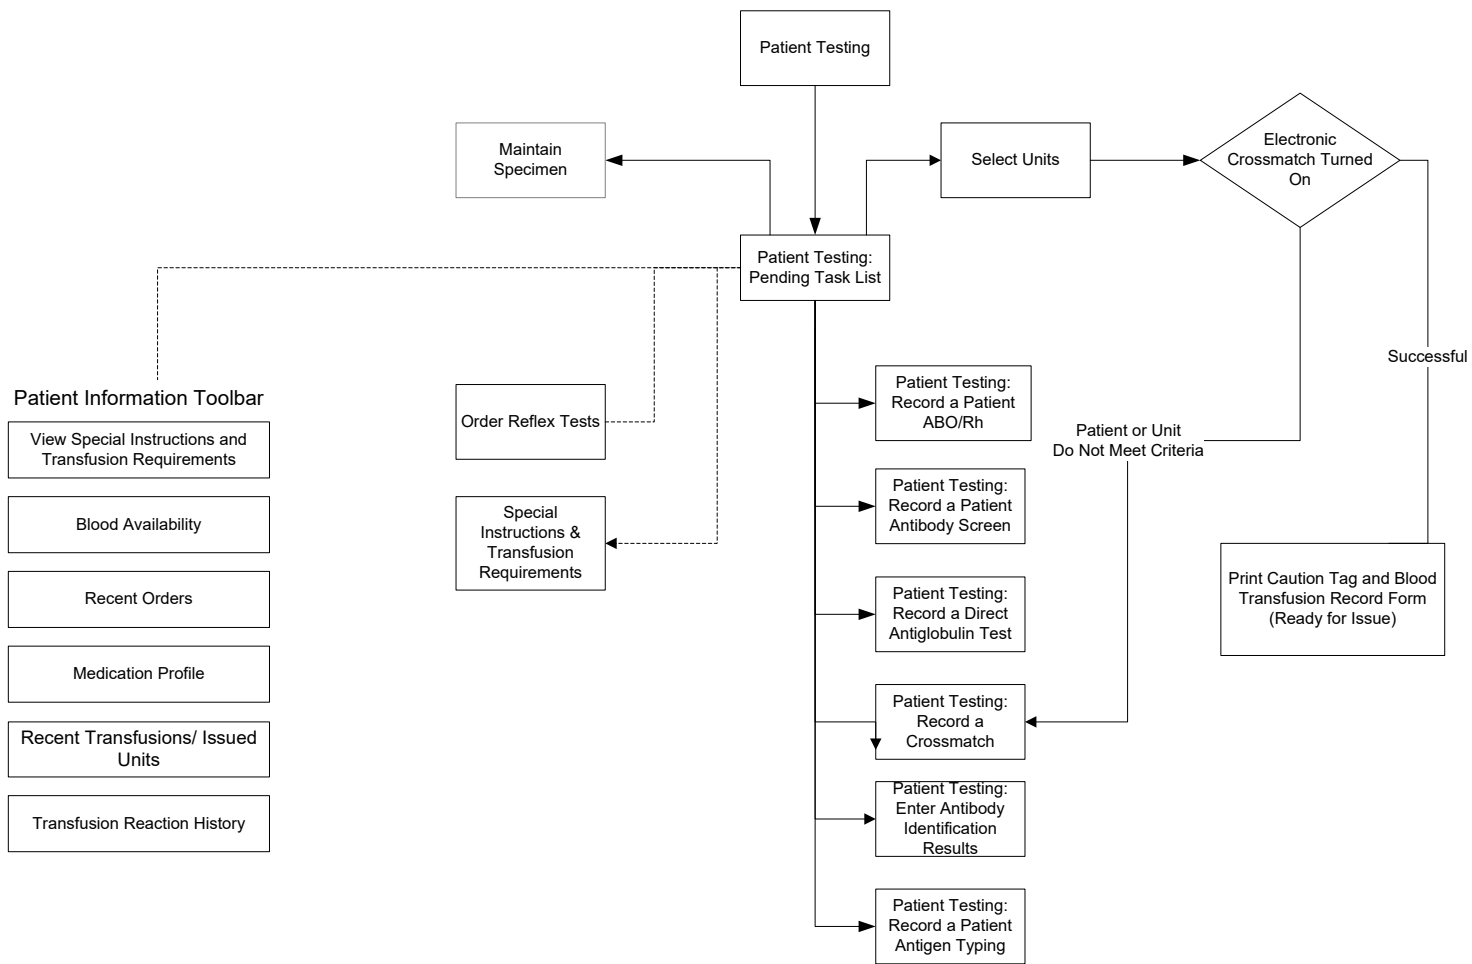 Patient Testing
Maintain
Specimen
Select Units
Electronic
Crossmatch Turned
On
Patient Testing:
Pending Task List
Successful
Patient Information Toolbar
View Special Instructions and
Transfusion Requirements
Blood Availability
Recent Orders
Medication Profile
Recent Transfusions/ Issued
Units
Transfusion Reaction History
Order Reflex Tests
Special
Instructions &
Transfusion
Requirements
Patient Testing:
Record a Patient
ABO/Rh
Patient Testing:
Record a Patient
Antibody Screen
Patient Testing:
Record a Direct
Antiglobulin Test
Patient Testing:
Record a
Crossmatch
Patient Testing:
Enter Antibody
Identification
Results
Patient Testing:
Record a Patient
Antigen Typing
Patient or Unit
Do Not Meet Criteria
Print Caution Tag and Blood
Transfusion Record Form
(Ready for Issue)